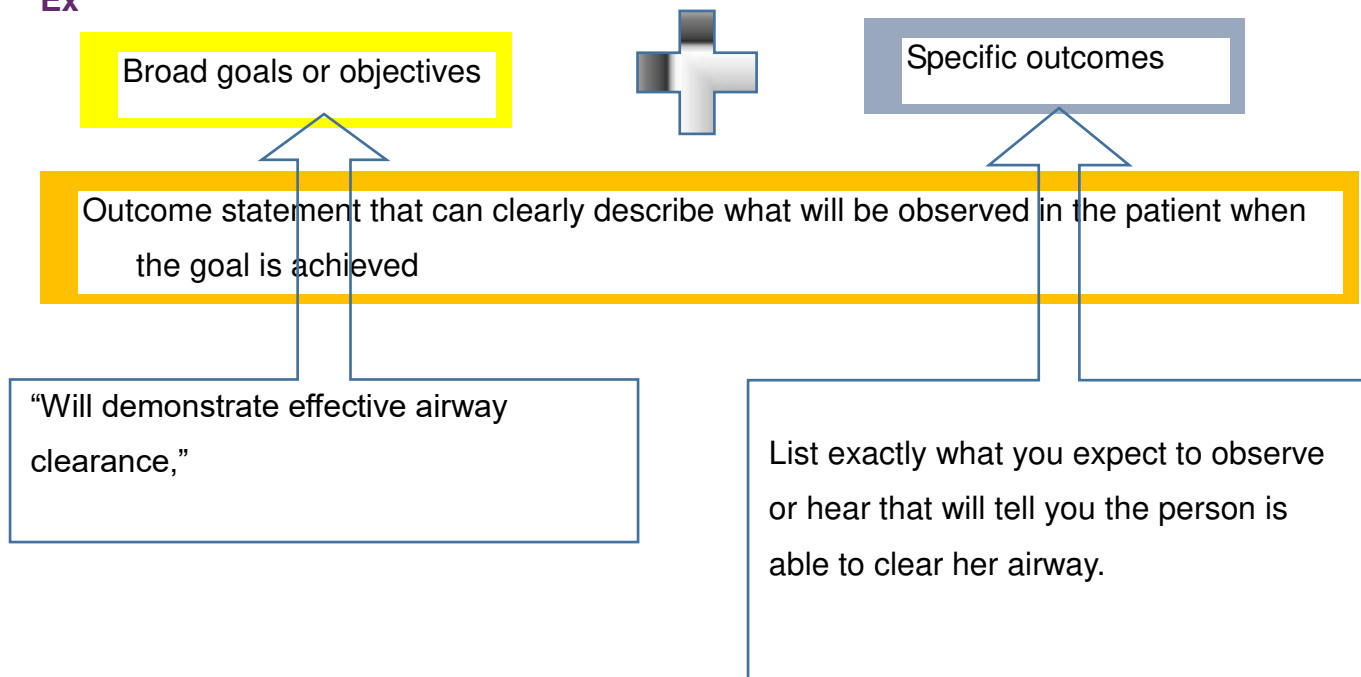 Ex
Broad goals or objectives
Specific outcomes
Outcome statement that can clearly describe what will be observed in the patient when
the goal is achieved
“Will demonstrate effective airway
clearance,”
List exactly what you expect to observe
or hear that will tell you the person is
able to clear her airway.